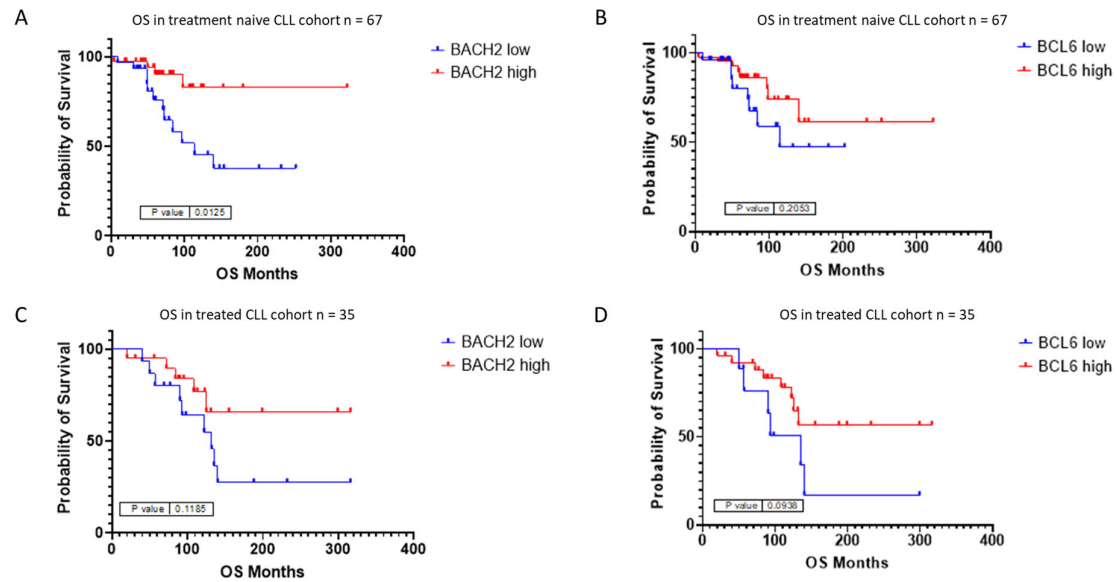 A
OS in treatment naive CLL cohort n = 67
BACH2 low
BACH2 high
Probability of Survival
100
50
0
P value 0.0125
0 100 200 300 400
OS Months
B
OS in treatment naive CLL cohort n = 67
BCL6 low
BCL6 high
Probability of Survival
100
50
0
P value 0.2053
0 100 200 300 400
OS Months
C
OS in treated CLL cohort n = 35
BACH2 low
BACH2 high
Probability of Survival
100
50
0
P value 0.1185
0 100 200 300 400
OS Months
D
OS in treated CLL cohort n = 35
BCL6 low
BCL6 high
Probability of Survival
100
50
0
P value 0.0938
0 100 200 300 400
OS Months